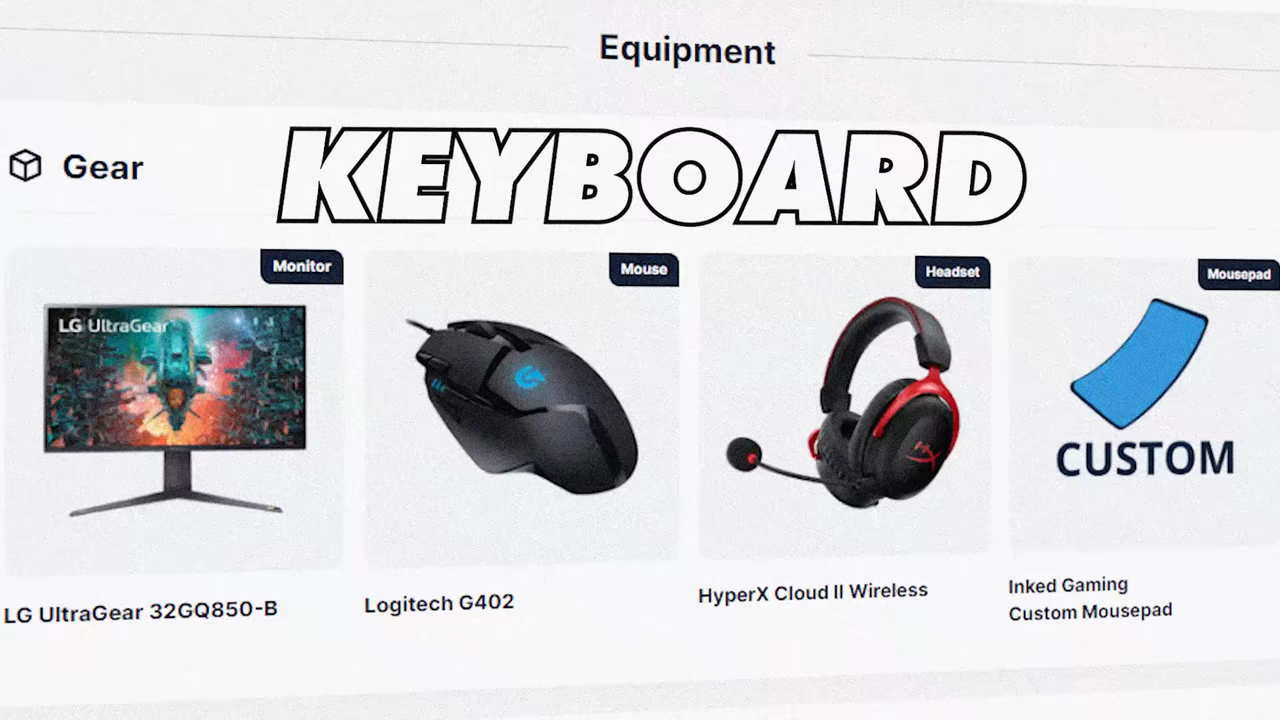 Equipment
Gear
KEYBOARD
Monitor
Mouse
Headset
Mousepad
LG UltraGear
CUSTOM
LG UltraGear 32GQ850-B
Logitech G402
HyperX Cloud II Wireless
Inked Gaming
Custom Mousepad